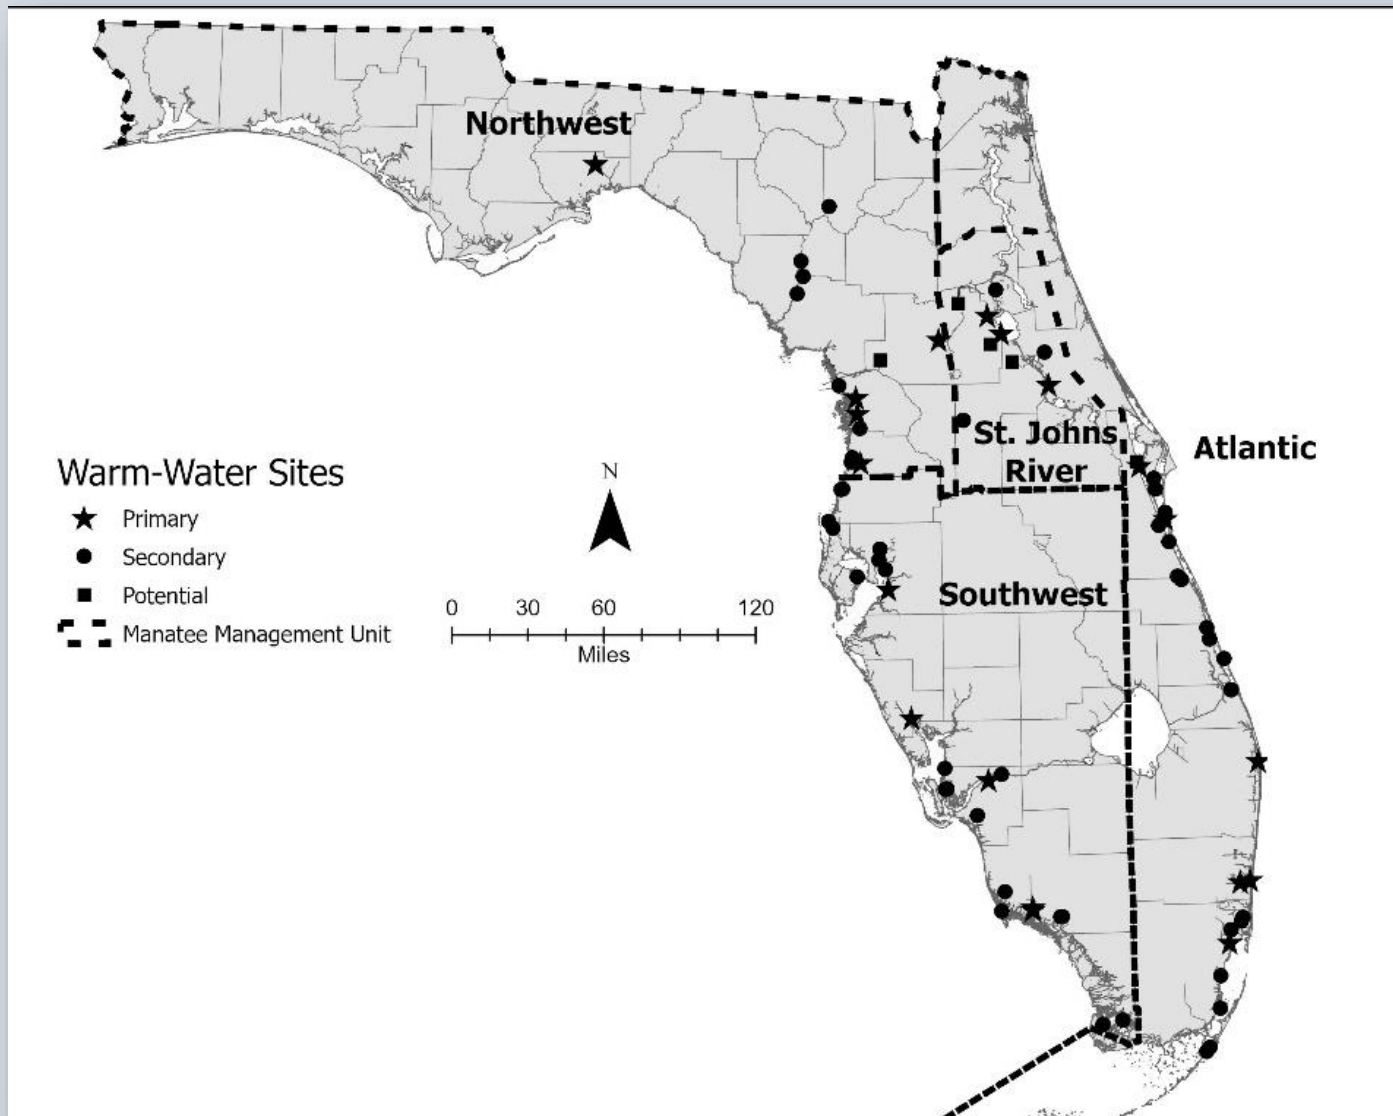 Northwest
St. Johns
River
Atlantic
Warm-Water Sites
Primary
Secondary
Potential
Manatee Management Unit
N
0 30 60 120
Miles
Southwest